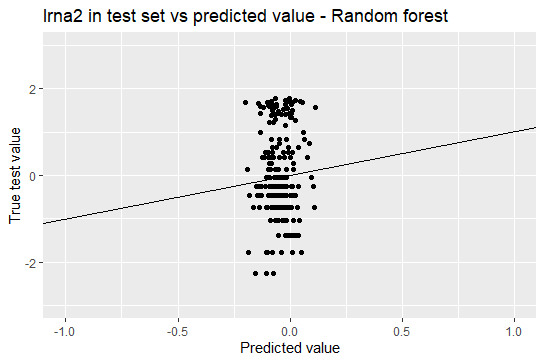 lrna2 in test set vs predicted value - Random forest
True test value
2
0
-2
-1.0
-0.5
0.0
0.5
1.0
Predicted value